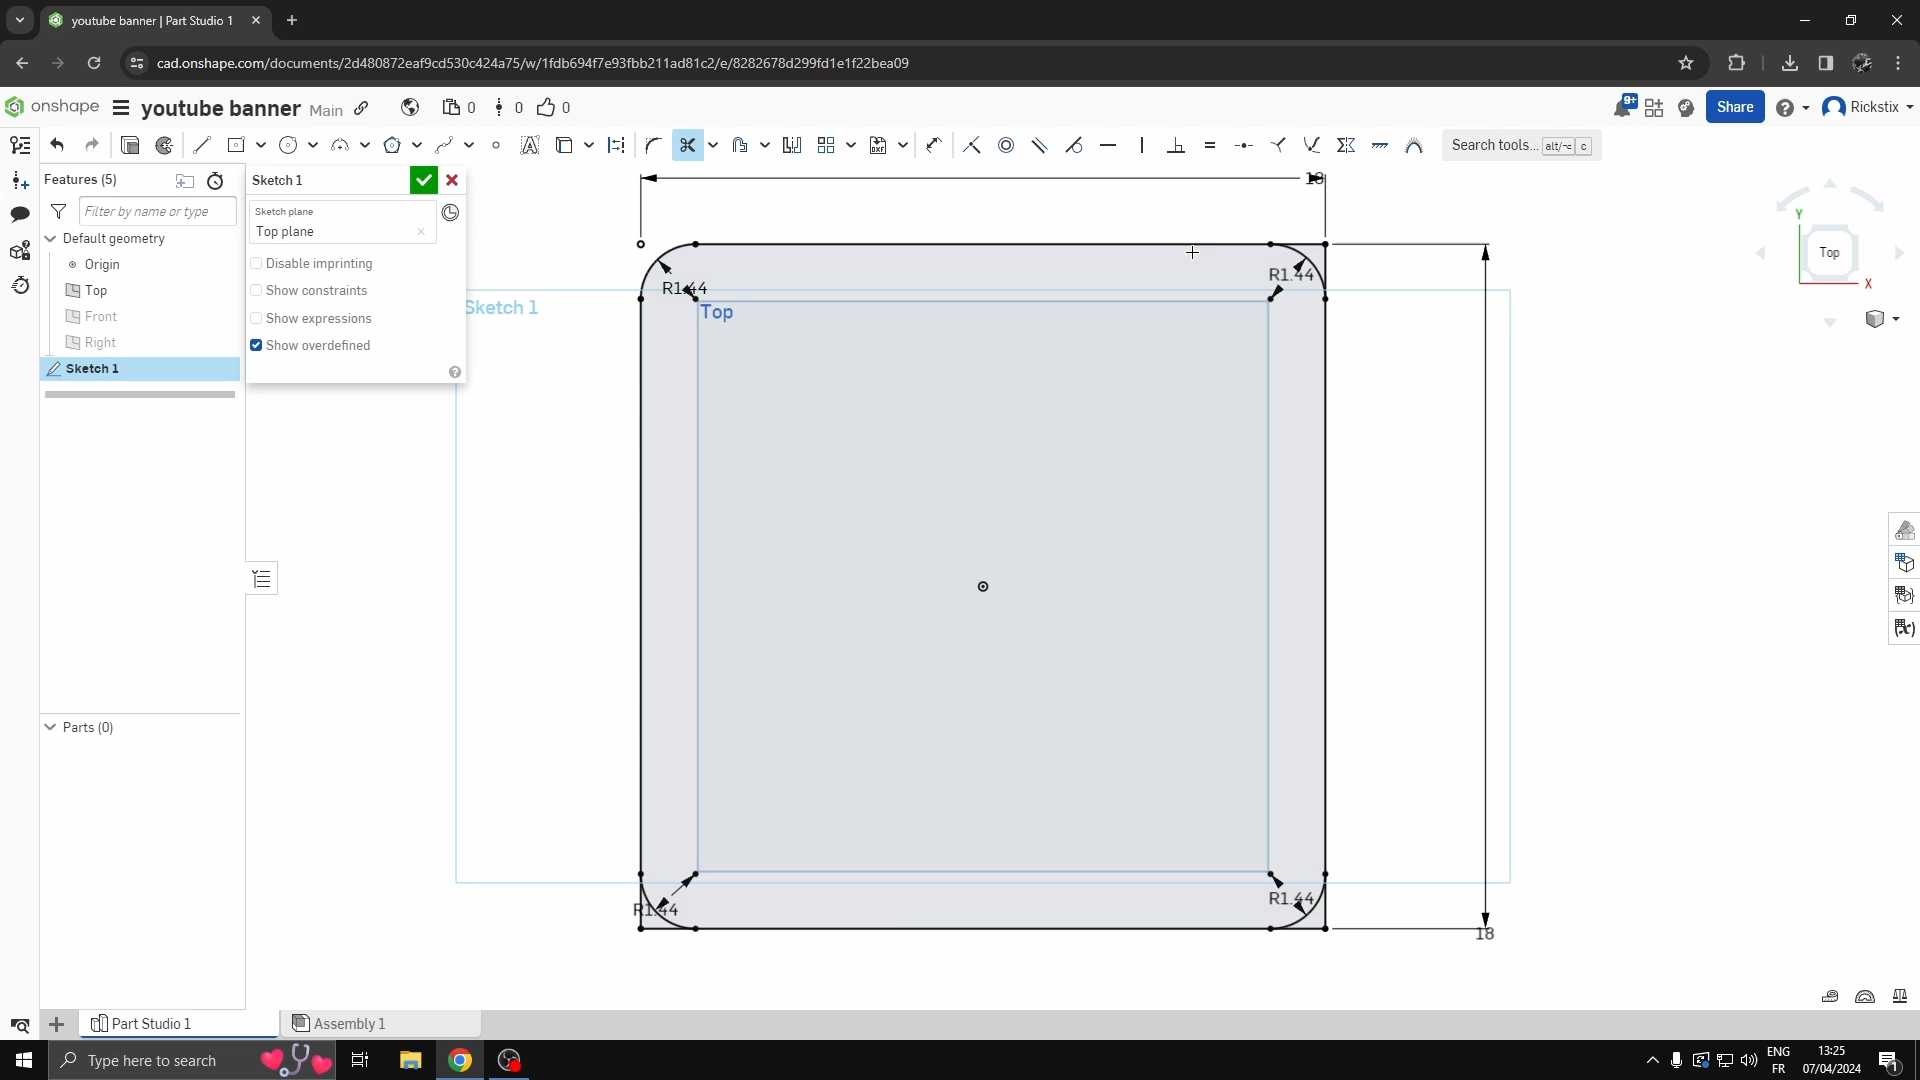 youtube banner | Part Studio 1
cad.onshape.com/documents/2d480872eaf9cd530c424a75/w/1fdb694f7e93fbb211ad81c2/e/8282678d299fd1e1f22bea09
onshape
youtube banner Main
0 0 0
9+
Share
Rickstix
Search tools... alt/⌥ c
Features (5)
Filter by name or type
Default geometry
Origin
Top
Front
Right
Sketch 1
Parts (0)
Sketch 1
Sketch plane
Top plane
Disable imprinting
Show constraints
Show expressions
Show overdefined
18
R1.44
R1.44
Sketch 1
Top
R1.44
R1.44
18
Y
Top
X
(x)
Part Studio 1
Assembly 1
Type here to search
ENG
FR
13:25
07/04/2024
1